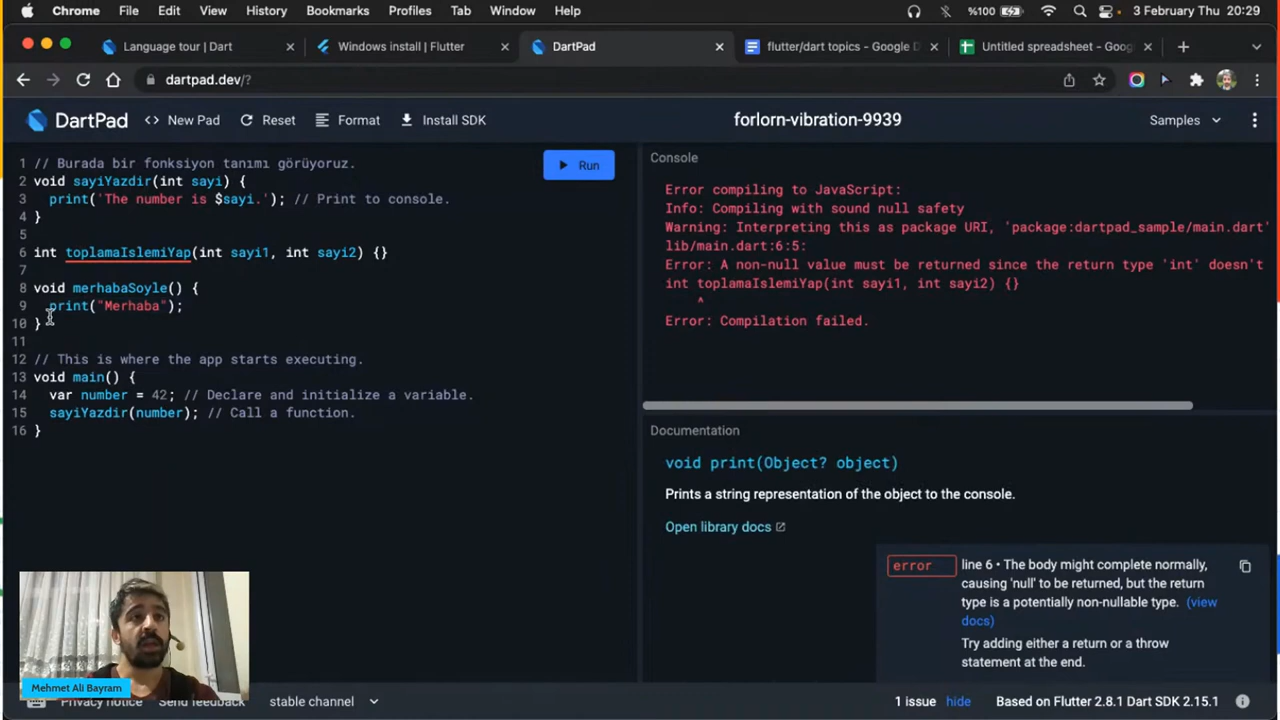 Chrome File Edit View History Bookmarks Profiles Tab Window Help %100 3 February Thu 20:29
Language tour | Dart Windows install | Flutter DartPad flutter/dart topics - Google D Untitled spreadsheet - Goog
dartpad.dev/?
DartPad <> New Pad Reset Format Install SDK forlorn-vibration-9939 Samples
Run
1 // Burada bir fonksiyon tanımı görüyoruz.
2 void sayiYazdir(int sayi) {
3 print('The number is $sayi.'); // Print to console.
4 }
5
6 int toplamaIslemiYap(int sayi1, int sayi2) {}
7
8 void merhabaSoyle() {
9 print("Merhaba");
10 }
11
12 // This is where the app starts executing.
13 void main() {
14 var number = 42; // Declare and initialize a variable.
15 sayiYazdir(number); // Call a function.
16 }
Console
Error compiling to JavaScript:
Info: Compiling with sound null safety
Warning: Interpreting this as package URI, 'package:dartpad_sample/main.dart'
lib/main.dart:6:5:
Error: A non-null value must be returned since the return type 'int' doesn't
int toplamaIslemiYap(int sayi1, int sayi2) {}
^
Error: Compilation failed.
Documentation
void print(Object? object)
Prints a string representation of the object to the console.
Open library docs
error
line 6 • The body might complete normally,
causing 'null' to be returned, but the return
type is a potentially non-nullable type. (view
docs)
Try adding either a return or a throw
statement at the end.
Mehmet Ali Bayram
Privacy notice Send feedback stable channel 1 issue hide Based on Flutter 2.8.1 Dart SDK 2.15.1